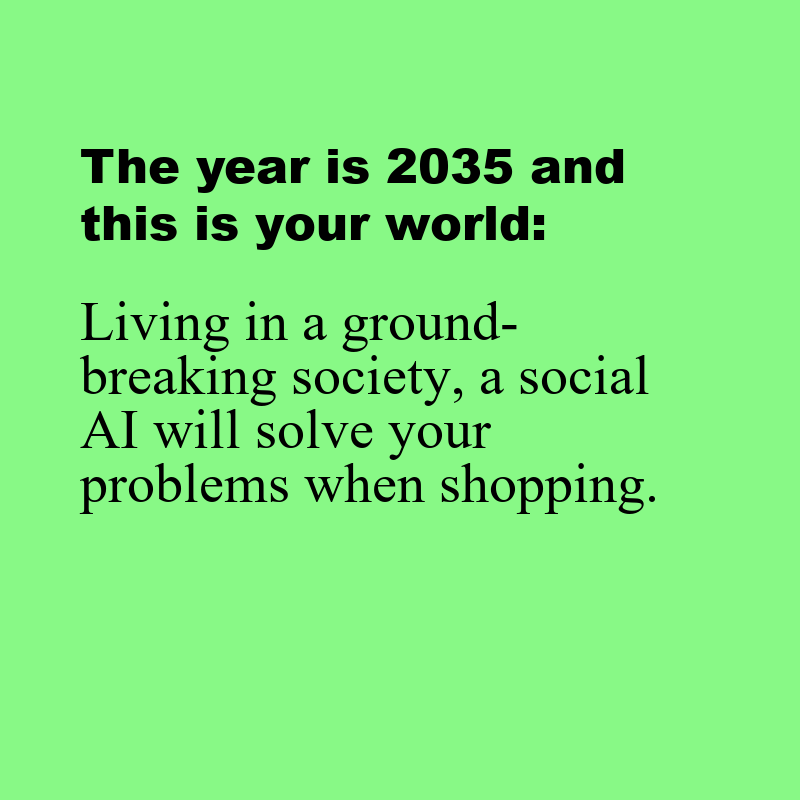 The year is 2035 and
this is your world:
Living in a ground-
breaking society, a social
AI will solve your
problems when shopping.